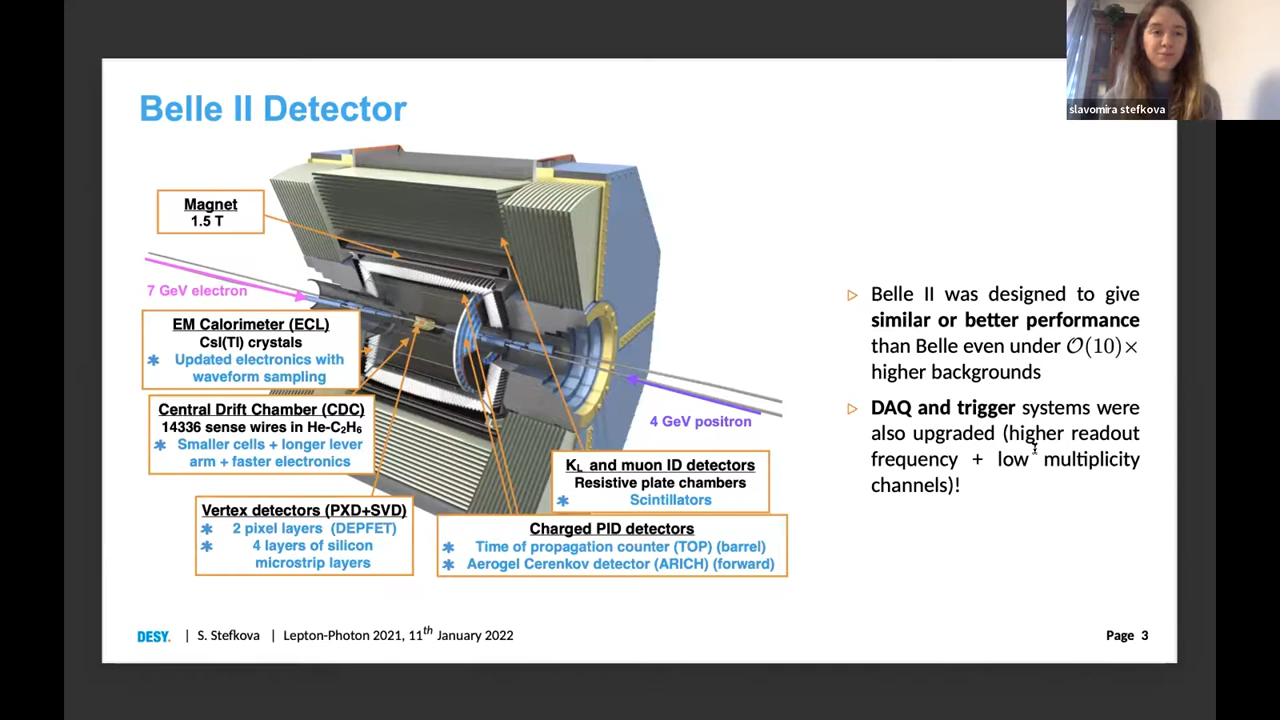 slavomira stefkova
Belle II Detector
Magnet
1.5 T
7 GeV electron
EM Calorimeter (ECL)
CsI(Tl) crystals
∗ Updated electronics with
waveform sampling
Central Drift Chamber (CDC)
14336 sense wires in He-C₂H₆
∗ Smaller cells + longer lever
arm + faster electronics
Vertex detectors (PXD+SVD)
∗ 2 pixel layers (DEPFET)
∗ 4 layers of silicon
microstrip layers
4 GeV positron
K_L and muon ID detectors
Resistive plate chambers
∗ Scintillators
Charged PID detectors
∗ Time of propagation counter (TOP) (barrel)
∗ Aerogel Cerenkov detector (ARICH) (forward)
▷ Belle II was designed to give
similar or better performance
than Belle even under 𝒪(10)×
higher backgrounds
▷ DAQ and trigger systems were
also upgraded (higher readout
frequency + low multiplicity
channels)!
DESY. | S. Stefkova | Lepton-Photon 2021, 11th January 2022
Page 3